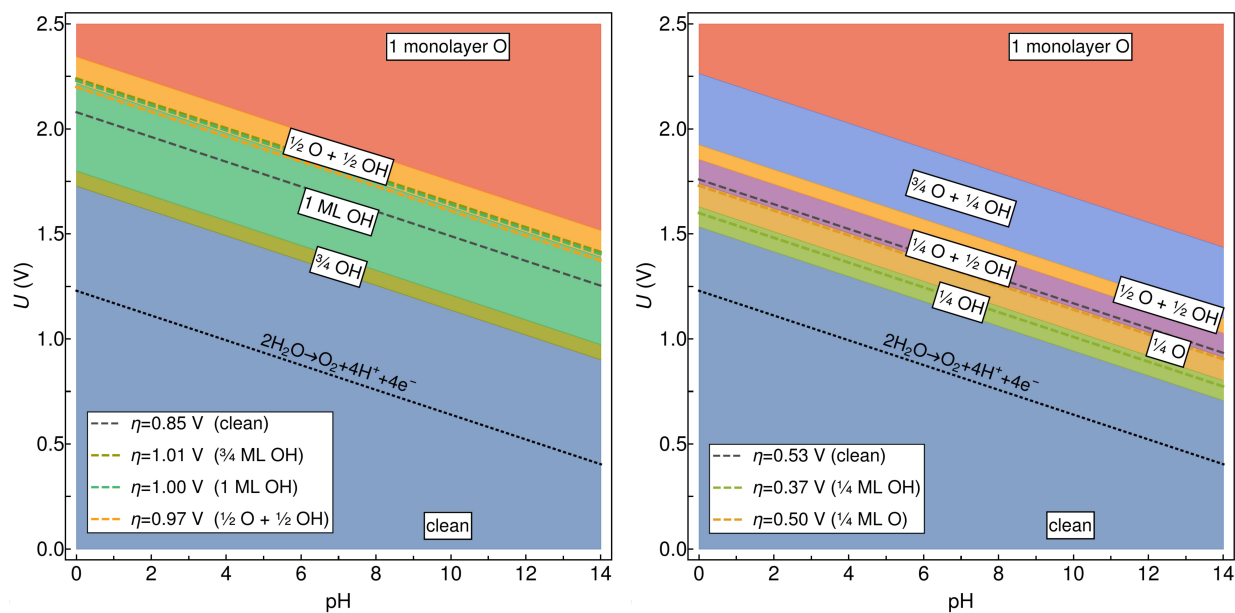 2.5
2.0
1.5
1.0
0.5
0.0
U (V)
1 monolayer O
½ O + ½ OH
1 ML OH
¾ OH
2H₂O→O₂+4H⁺+4e⁻
η=0.85 V (clean)
η=1.01 V (¾ ML OH)
η=1.00 V (1 ML OH)
η=0.97 V (½ O + ½ OH)
clean
0 2 4 6 8 10 12 14
pH
2.5
2.0
1.5
1.0
0.5
0.0
U (V)
1 monolayer O
¾ O + ¼ OH
¼ O + ½ OH
½ O + ½ OH
¼ OH
¼ O
2H₂O→O₂+4H⁺+4e⁻
η=0.53 V (clean)
η=0.37 V (¼ ML OH)
η=0.50 V (¼ ML O)
clean
0 2 4 6 8 10 12 14
pH